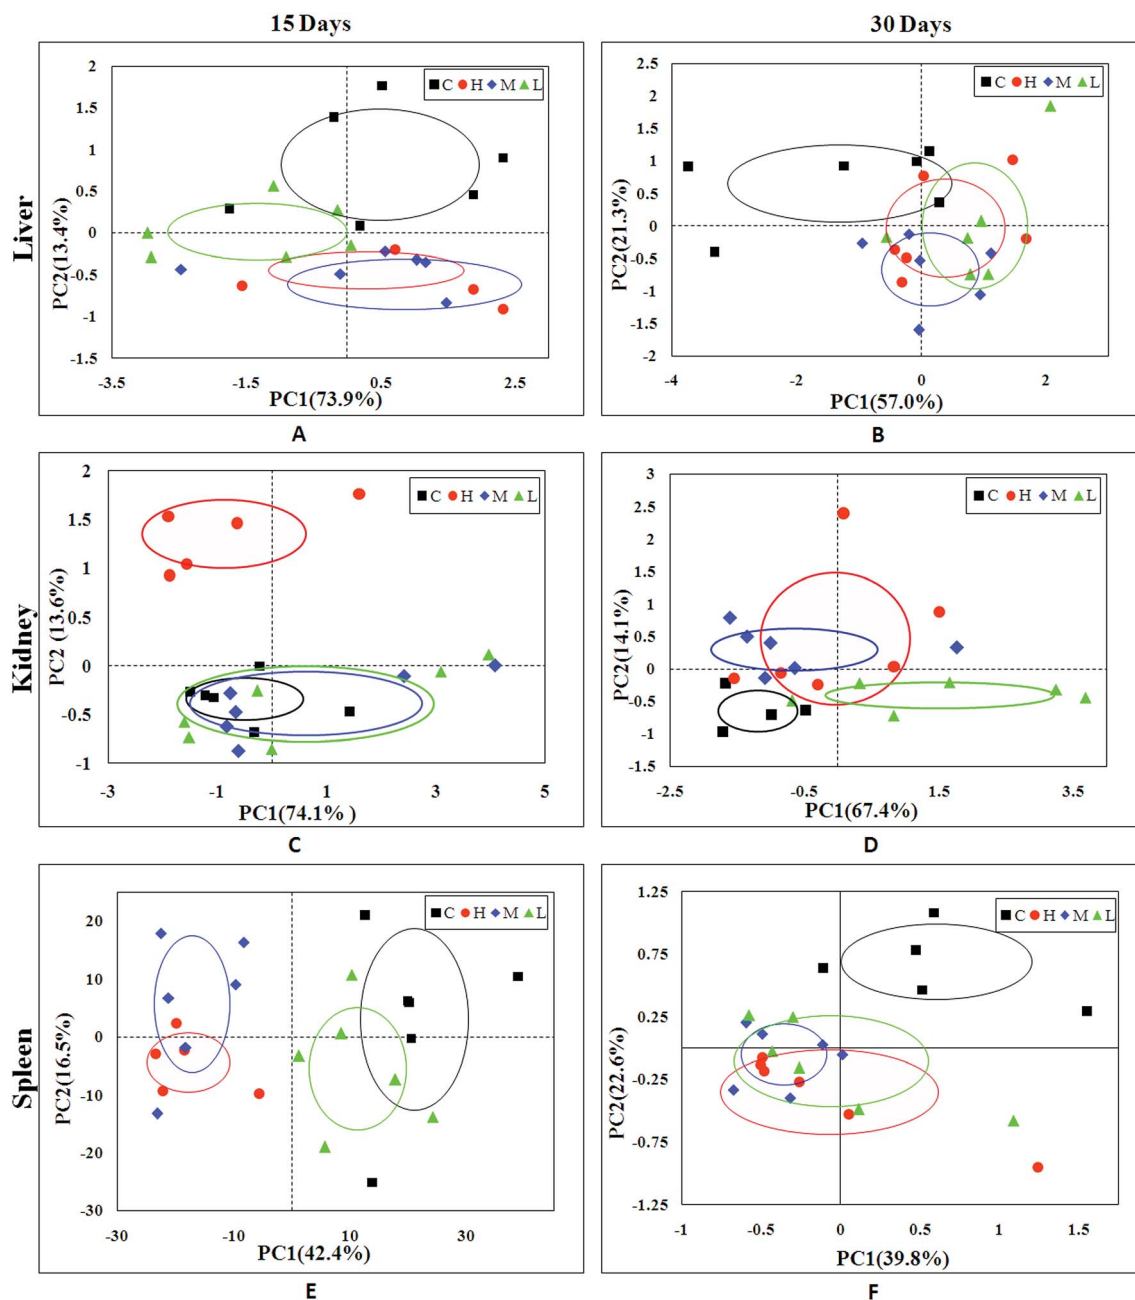 15 Days
30 Days
Liver
PC2(13.4%)
2
1.5
1
0.5
0
-0.5
-1
-1.5
C H M L
-3.5 -1.5 0.5 2.5
PC1(73.9%)
A
PC2(21.3%)
2.5
2
1.5
1
0.5
0
-0.5
-1
-1.5
-2
C H M L
-4 -2 0 2
PC1(57.0%)
B
Kidney
PC2 (13.6%)
2
1.5
1
0.5
0
-0.5
-1
C H M L
-3 -1 1 3 5
PC1(74.1% )
C
PC2(14.1%)
3
2.5
2
1.5
1
0.5
0
-0.5
-1
-1.5
C H M L
-2.5 -0.5 1.5 3.5
PC1(67.4%)
D
Spleen
PC2(16.5%)
20
10
0
-10
-20
-30
C H M L
-30 -10 10 30
PC1(42.4%)
E
PC2(22.6%)
1.25
0.75
0.25
-0.25
-0.75
-1.25
C H M L
-1 -0.5 0 0.5 1 1.5
PC1(39.8%)
F